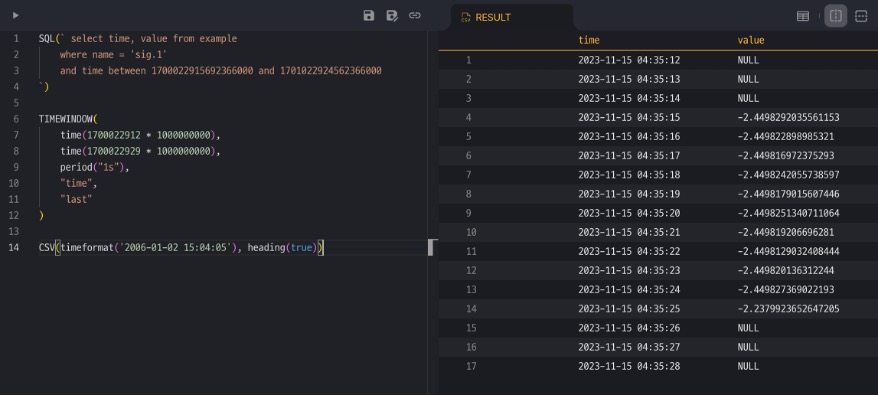 RESULT
1 SQL(` select time, value from example
2 where name = 'sig.1'
3 and time between 1700022915692366000 and 1701022924562366000
4 `)
5
6 TIMEWINDOW(
7 time(1700022912 * 1000000000),
8 time(1700022929 * 1000000000),
9 period("1s"),
10 "time",
11 "last"
12 )
13
14 CSV(timeformat('2006-01-02 15:04:05'), heading(true))
time value
1 2023-11-15 04:35:12 NULL
2 2023-11-15 04:35:13 NULL
3 2023-11-15 04:35:14 NULL
4 2023-11-15 04:35:15 -2.4498292035561153
5 2023-11-15 04:35:16 -2.449822898985321
6 2023-11-15 04:35:17 -2.449816972375293
7 2023-11-15 04:35:18 -2.4498242055738597
8 2023-11-15 04:35:19 -2.4498179015607446
9 2023-11-15 04:35:20 -2.4498251340711064
10 2023-11-15 04:35:21 -2.449819206696281
11 2023-11-15 04:35:22 -2.4498129032408444
12 2023-11-15 04:35:23 -2.449820136312244
13 2023-11-15 04:35:24 -2.449827369022193
14 2023-11-15 04:35:25 -2.2379923652647205
15 2023-11-15 04:35:26 NULL
16 2023-11-15 04:35:27 NULL
17 2023-11-15 04:35:28 NULL